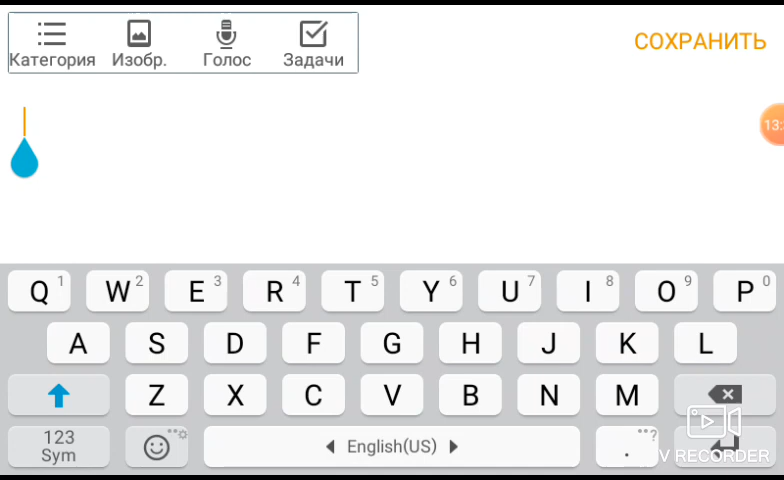 Категория Изобр. Голос Задачи
СОХРАНИТЬ
13:
Q 1 W 2 E 3 R 4 T 5 Y 6 U 7 I 8 O 9 P 0
A S D F G H J K L
Z X C V B N M
123
Sym
English(US)
. ?
V RECORDER